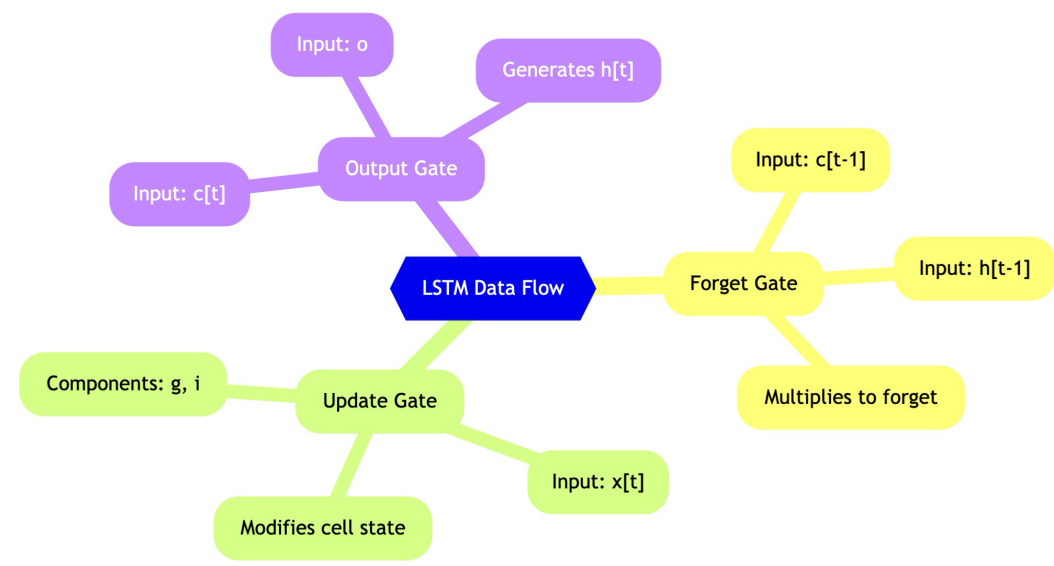 Input: o
Generates h[t]
Output Gate
Input: c[t]
Input: c[t-1]
Input: h[t-1]
LSTM Data Flow
Forget Gate
Multiplies to forget
Components: g, i
Update Gate
Input: x[t]
Modifies cell state